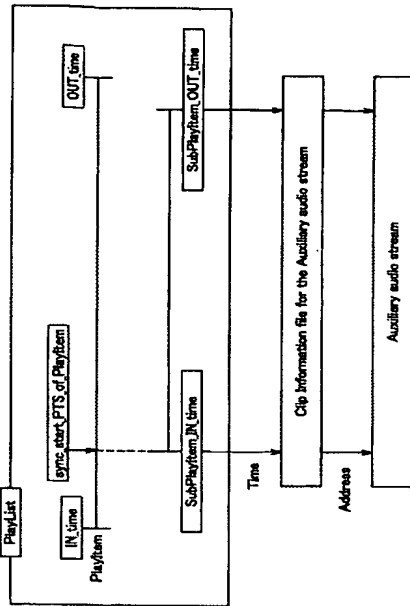 PlayList
IN_time
sync_start_PTS_of_PlayItem
OUT_time
PlayItem
SubPlayItem_IN_time
SubPlayItem_OUT_time
Time
Clip Information file for the Auxiliary audio stream
Address
Auxiliary audio stream